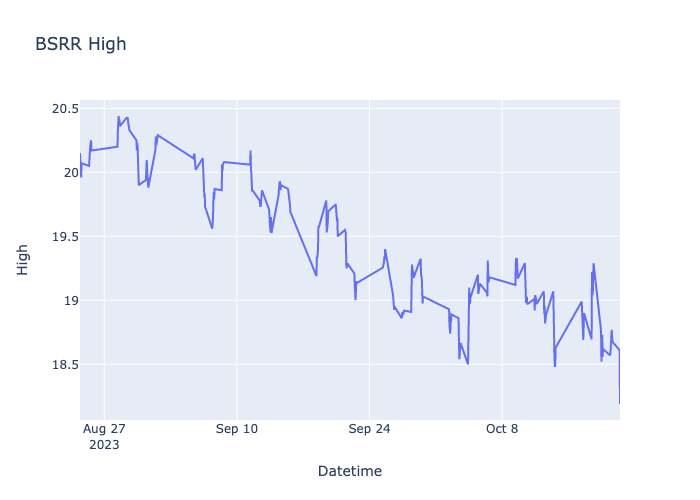 BSRR High
20.5
20
19.5
19
18.5
High
Aug 27
2023
Sep 10
Sep 24
Oct 8
Datetime